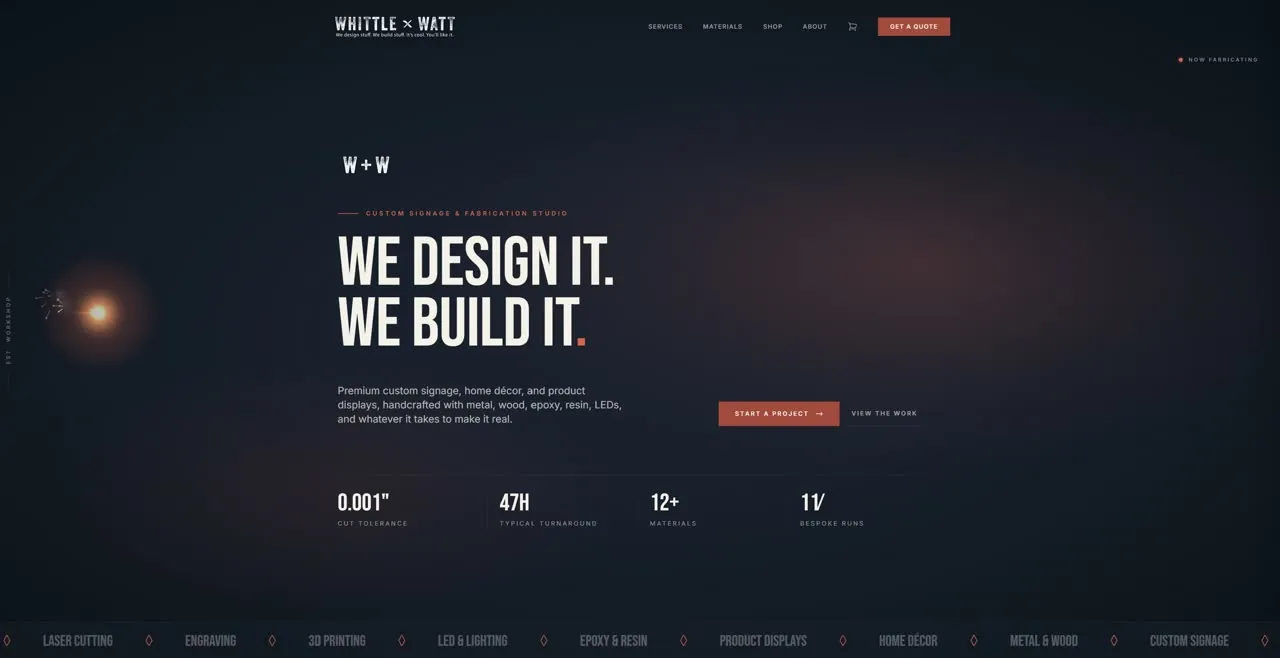 WHITTLE × WATT
We design stuff. We build stuff. It's cool. You'll like it.
SERVICES
MATERIALS
SHOP
ABOUT
GET A QUOTE
NOW FABRICATING
W+W
CUSTOM SIGNAGE & FABRICATION STUDIO
WE DESIGN IT.
WE BUILD IT.
EST WORKSHOP
Premium custom signage, home décor, and product
displays, handcrafted with metal, wood, epoxy, resin, LEDs,
and whatever it takes to make it real.
START A PROJECT →
VIEW THE WORK
0.001"
CUT TOLERANCE
47H
TYPICAL TURNAROUND
12+
MATERIALS
1/
BESPOKE RUNS
LASER CUTTING
ENGRAVING
3D PRINTING
LED & LIGHTING
EPOXY & RESIN
PRODUCT DISPLAYS
HOME DÉCOR
METAL & WOOD
CUSTOM SIGNAGE